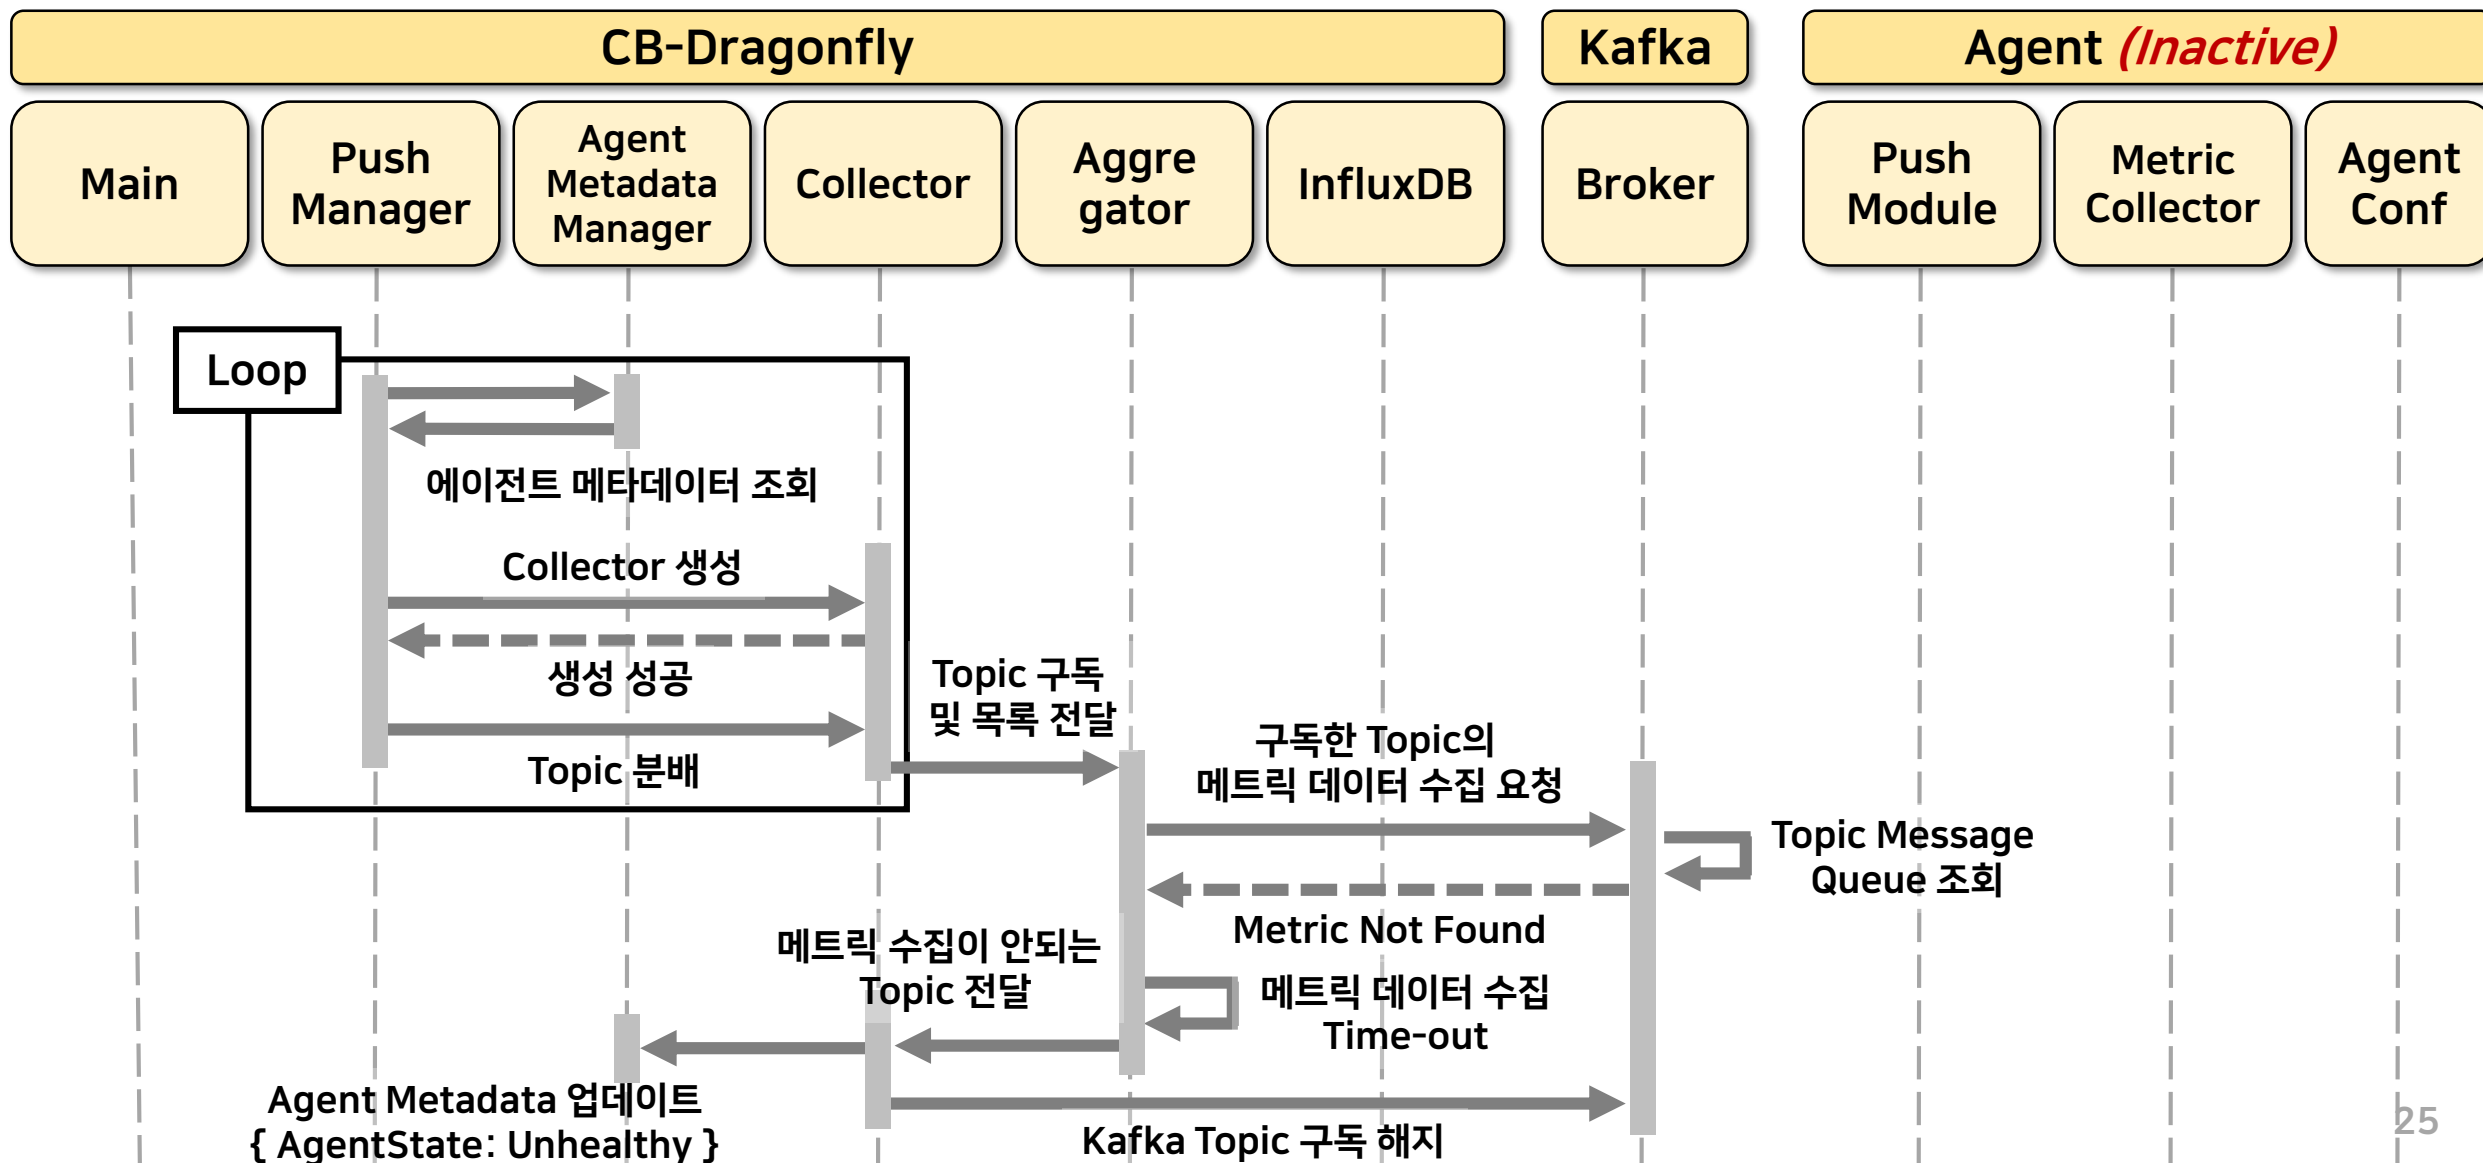 CB-Dragonfly
Kafka
Agent (Inactive)
Main
Push
Manager
Agent
Metadata
Manager
Collector
Aggre
gator
InfluxDB
Broker
Push
Module
Metric
Collector
Agent
Conf
Loop
에이전트 메타데이터 조회
Collector 생성
생성 성공
Topic 분배
Topic 구독
및 목록 전달
구독한 Topic의
메트릭 데이터 수집 요청
Topic Message
Queue 조회
Metric Not Found
메트릭 수집이 안되는
Topic 전달
메트릭 데이터 수집
Time-out
Agent Metadata 업데이트
{ AgentState: Unhealthy }
Kafka Topic 구독 해지
25